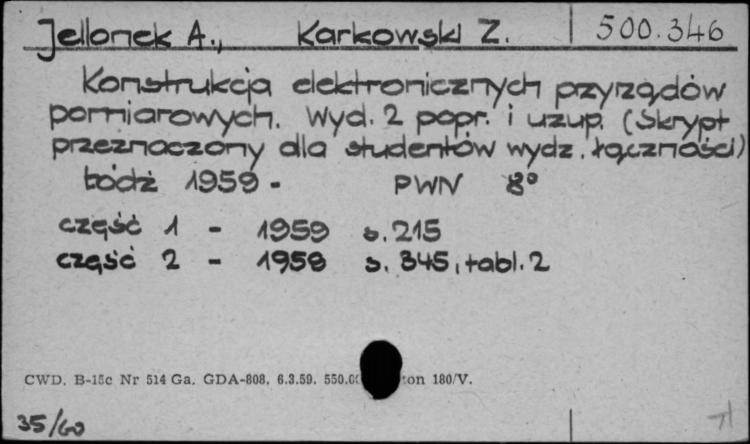 Jellonek A., Karkowski Z. 500.346
Konstrukcja elektronicznych przyrządów
pomiarowych. Wyd. 2 popr. i uzup. (Skrypt
przeznaczony dla studentów wydz. łączności)
Łódź 1959 - PWN 8°
część 1 - 1959 s. 215
część 2 - 1958 s. 345, tabl. 2
CWD. B-15c Nr 514 Ga. GDA-808. 6.3.59. 550.0 ton 180/V.
35/60